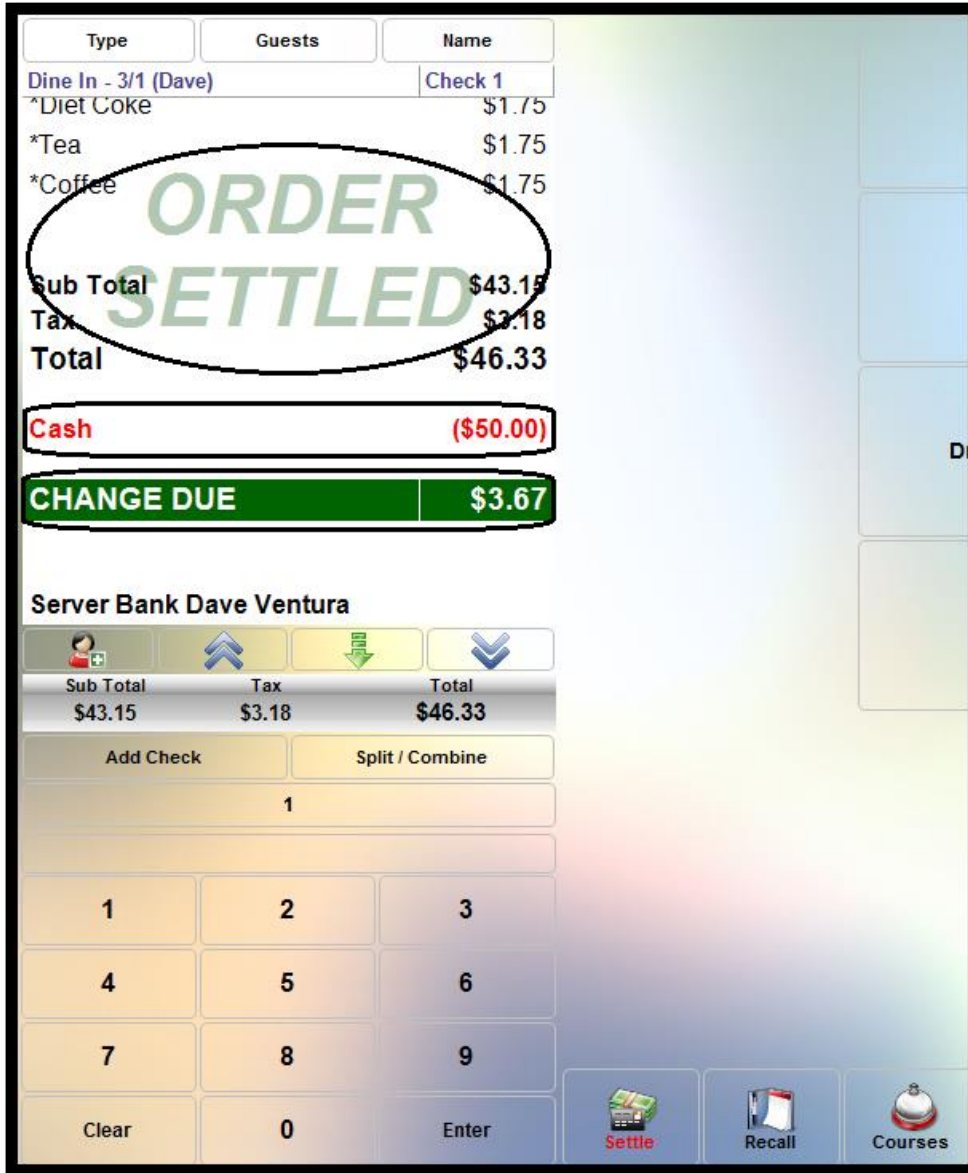 Type Guests Name
Dine In - 3/1 (Dave) Check 1
*Diet Coke $1.75
*Tea $1.75
*Coffee $1.75
ORDER
SETTLED
Sub Total $43.15
Tax $3.18
Total $46.33
Cash ($50.00)
CHANGE DUE $3.67
Server Bank Dave Ventura
Sub Total Tax Total
$43.15 $3.18 $46.33
Add Check Split / Combine
1
1 2 3
4 5 6
7 8 9
Clear 0 Enter
Settle Recall Courses